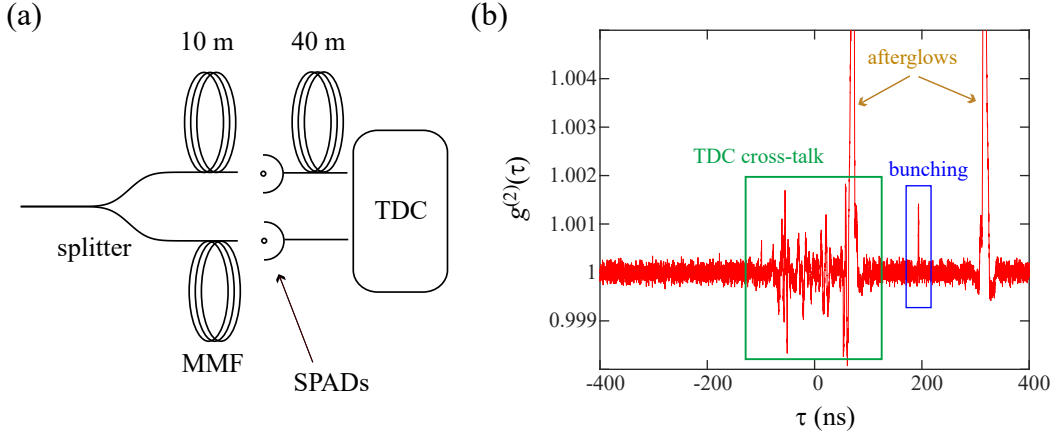 (a)
10 m
40 m
TDC
splitter
MMF
SPADs
(b)
g⁽²⁾(τ)
1.004
1.003
1.002
1.001
1
0.999
afterglows
TDC cross-talk
bunching
-400
-200
0
200
400
τ (ns)